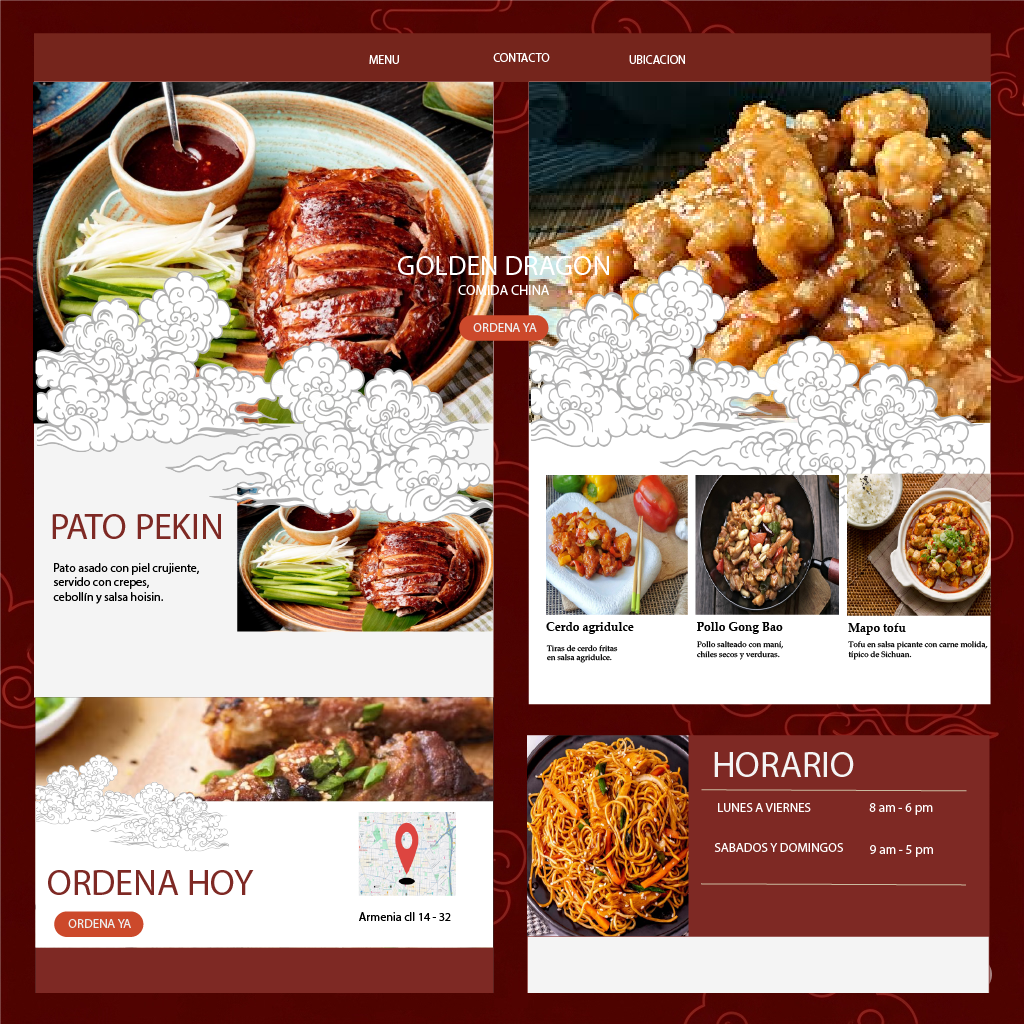 MENU
CONTACTO
UBICACION
GOLDEN DRAGON
COMIDA CHINA
ORDENA YA
PATO PEKIN
Pato asado con piel crujiente,
servido con crepes,
cebollín y salsa hoisin.
Cerdo agridulce
Tiras de cerdo fritas
en salsa agridulce.
Pollo Gong Bao
Pollo salteado con maní,
chiles secos y verduras.
Mapo tofu
Tofu en salsa picante con carne molida,
típico de Sichuan.
ORDENA HOY
ORDENA YA
Armenia cll 14 - 32
HORARIO
LUNES A VIERNES 8 am - 6 pm
SABADOS Y DOMINGOS 9 am - 5 pm